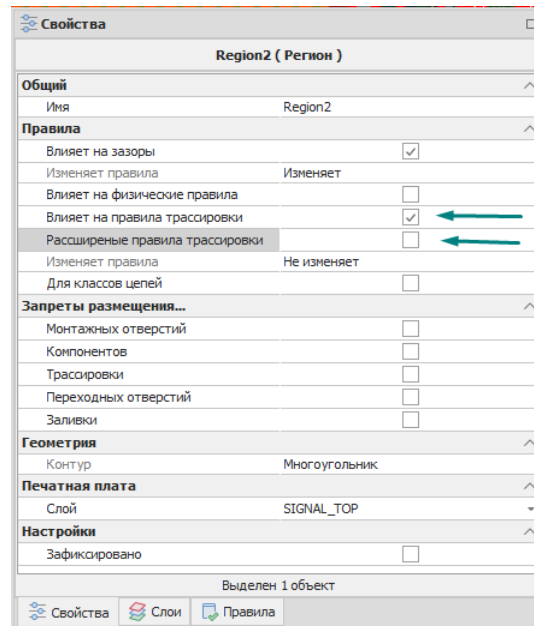 Свойства
Region2 ( Регион )
Общий
Имя Region2
Правила
Влияет на зазоры
Изменяет правила Изменяет
Влияет на физические правила
Влияет на правила трассировки
Рассширеные правила трассировки
Изменяет правила Не изменяет
Для классов цепей
Запреты размещения...
Монтажных отверстий
Компонентов
Трассировки
Переходных отверстий
Заливки
Геометрия
Контур Многоугольник
Печатная плата
Слой SIGNAL_TOP
Настройки
Зафиксировано
Выделен 1 объект
Свойства Слои Правила